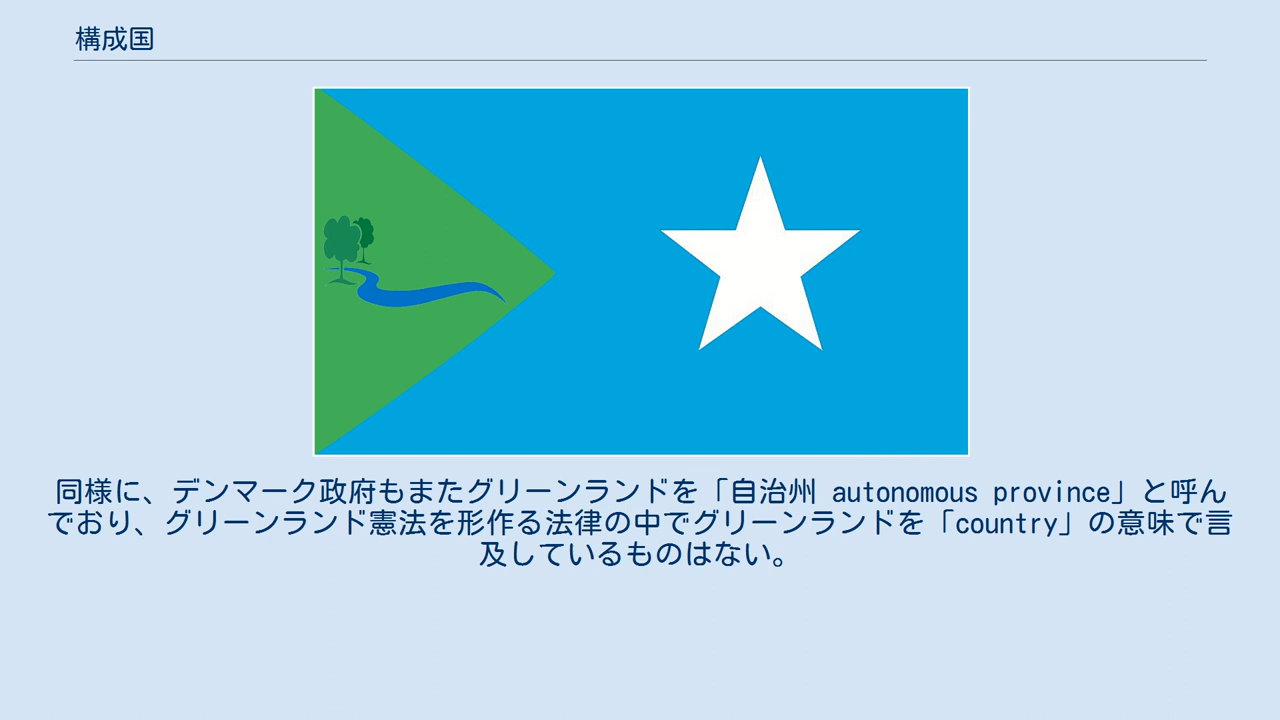 構成国
同様に、デンマーク政府もまたグリーンランドを「自治州 autonomous province」と呼ん
でおり、グリーンランド憲法を形作る法律の中でグリーンランドを「country」の意味で言
及しているものはない。